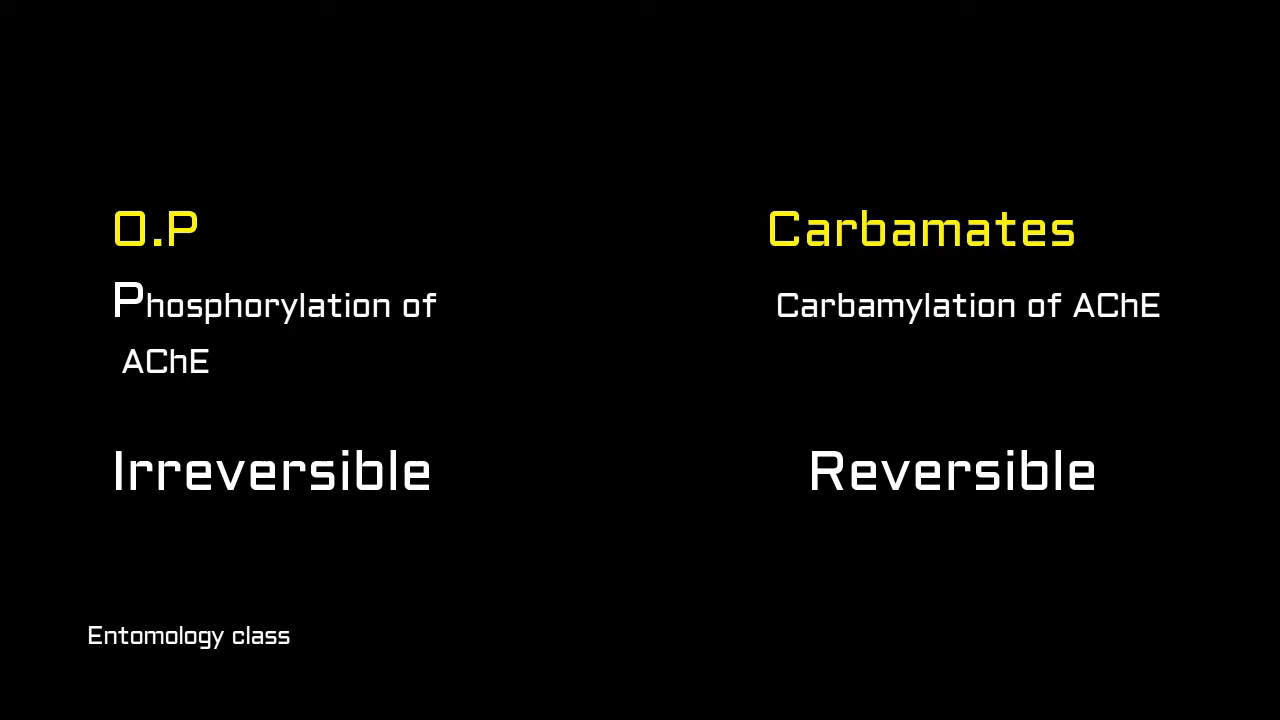 O.P
Carbamates
Phosphorylation of
AChE
Carbamylation of AChE
Irreversible
Reversible
Entomology class